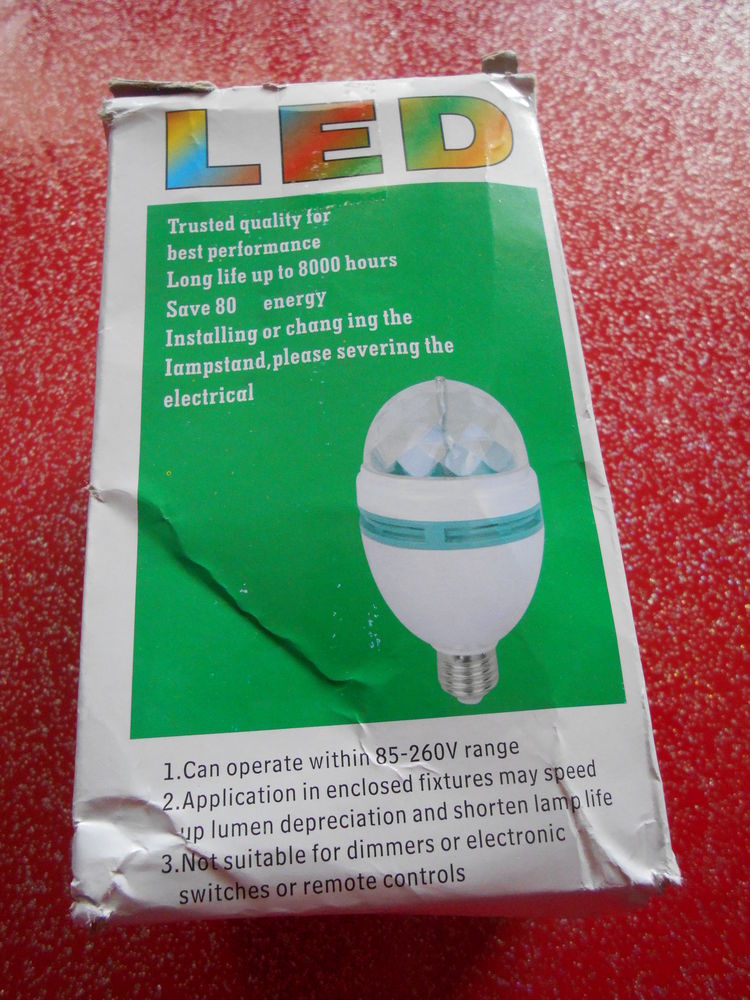 LED
Trusted quality for
best performance
Long life up to 8000 hours
Save 80 energy
Installing or chang ing the
Iampstand,please severing the
electrical
1.Can operate within 85-260V range
2.Application in enclosed fixtures may speed
up lumen depreciation and shorten lamp life
3.Not suitable for dimmers or electronic
switches or remote controls